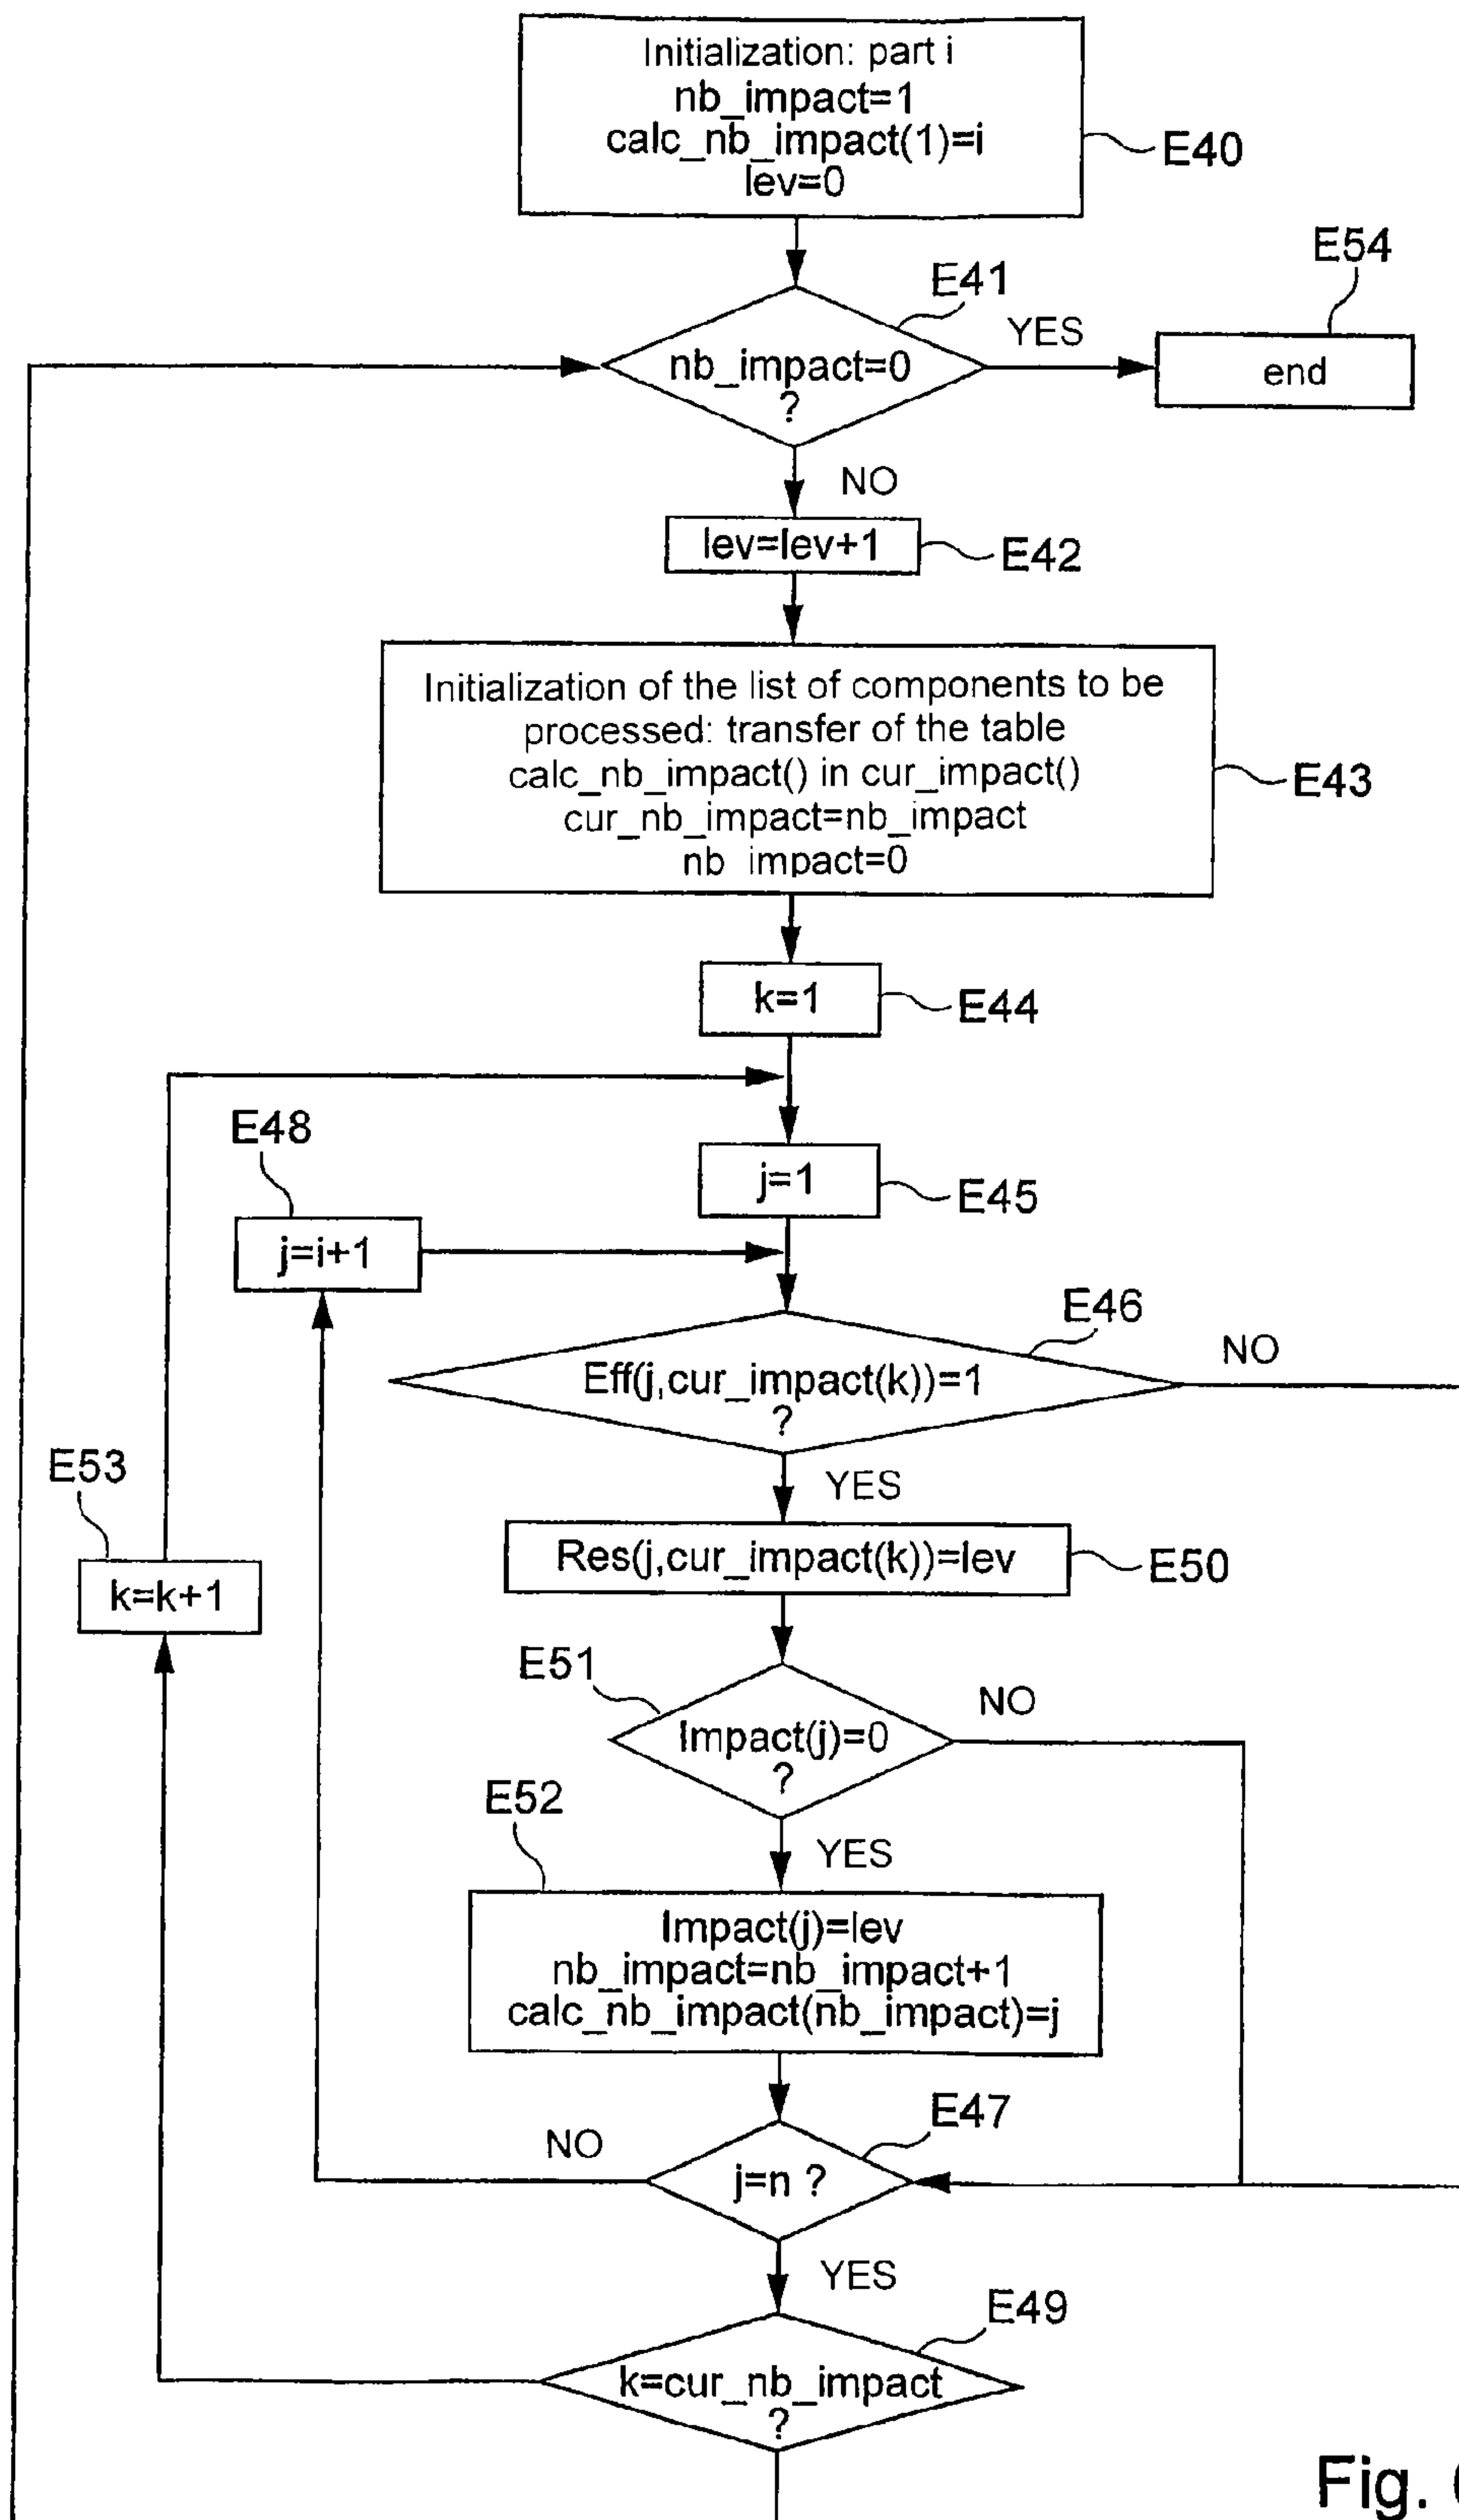 Initialization: part i
nb_impact=1
calc_nb_impact(1)=i
lev=0
E40
E54
E41
YES
nb_impact=0
?
end
NO
lev=lev+1
E42
Initialization of the list of components to be
processed: transfer of the table
calc_nb_impact() in cur_impact()
cur_nb_impact=nb_impact
nb impact=0
E43
k=1
E44
E48
j=1
E45
j=i+1
E46
NO
Eff(j,cur_impact(k))=1
?
E53
YES
Res(j,cur_impact(k))=lev
E50
k=k+1
E51
NO
Impact(j)=0
?
E52
YES
Impact(j)=lev
nb_impact=nb_impact+1
calc_nb_impact(nb_impact)=j
E47
NO
j=n ?
YES
E49
k=cur_nb_impact
?
Fig.